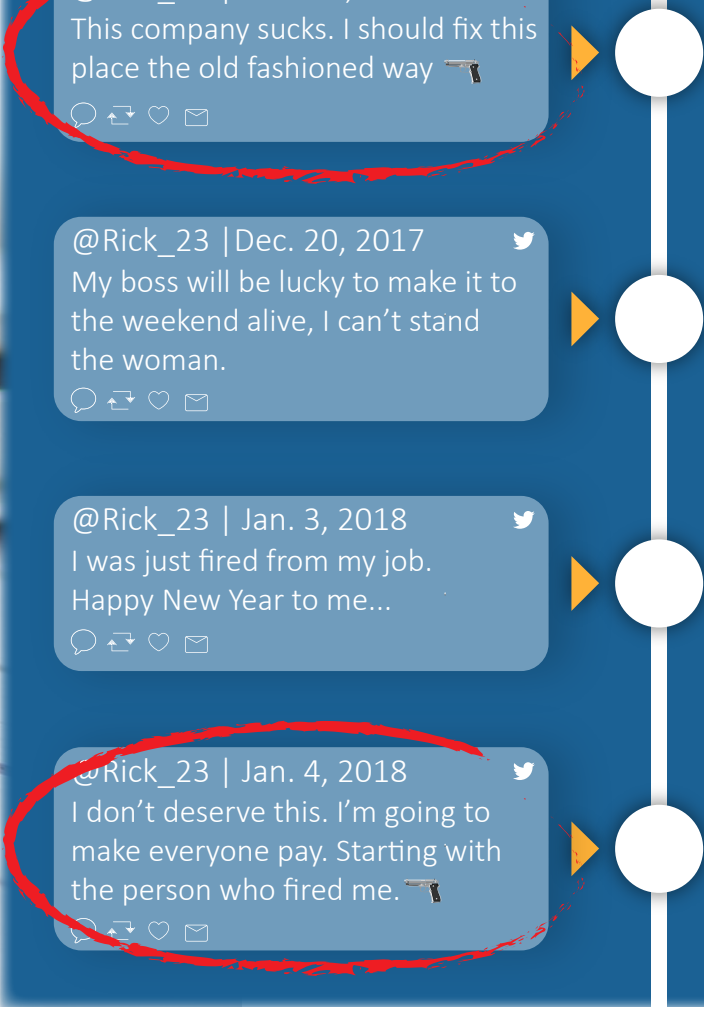 This company sucks. I should fix this
place the old fashioned way
@Rick_23 |Dec. 20, 2017
My boss will be lucky to make it to
the weekend alive, I can’t stand
the woman.
@Rick_23 | Jan. 3, 2018
I was just fired from my job.
Happy New Year to me...
@Rick_23 | Jan. 4, 2018
I don’t deserve this. I’m going to
make everyone pay. Starting with
the person who fired me.